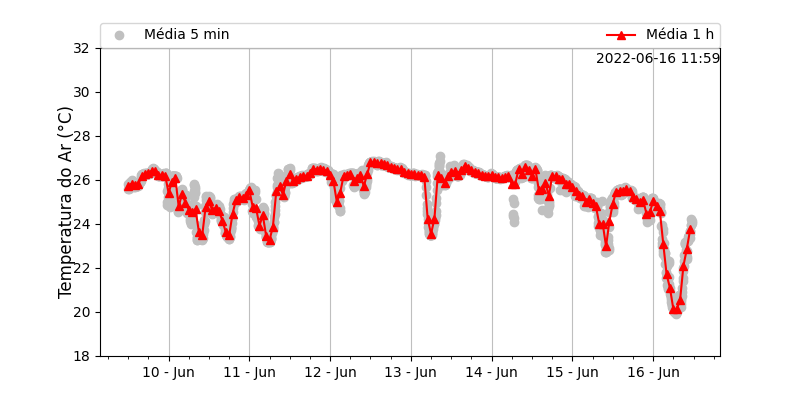 Média 5 min
Média 1 h
2022-06-16 11:59
Temperatura do Ar (°C)
32
30
28
26
24
22
20
18
10 - Jun
11 - Jun
12 - Jun
13 - Jun
14 - Jun
15 - Jun
16 - Jun